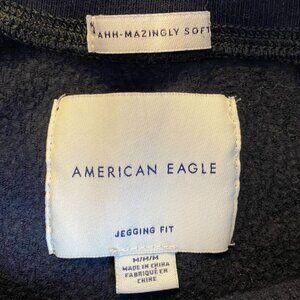 AHH-MAZINGLY SOFT
AMERICAN EAGLE
JEGGING FIT
M/M/M
MADE IN CHINA
FABRIQUÉ EN
CHINE